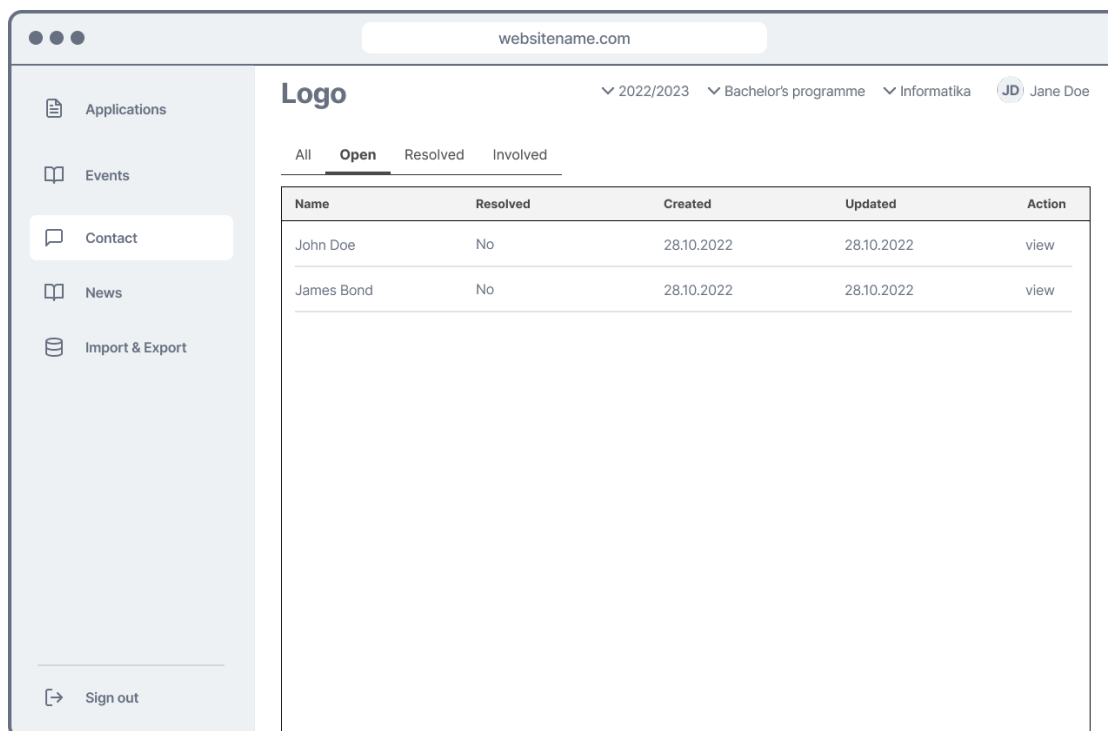 websitename.com
Applications
Events
Contact
News
Import & Export
Sign out
Logo
2022/2023 Bachelor's programme Informatika JD Jane Doe
All Open Resolved Involved
Name Resolved Created Updated Action
John Doe No 28.10.2022 28.10.2022 view
James Bond No 28.10.2022 28.10.2022 view